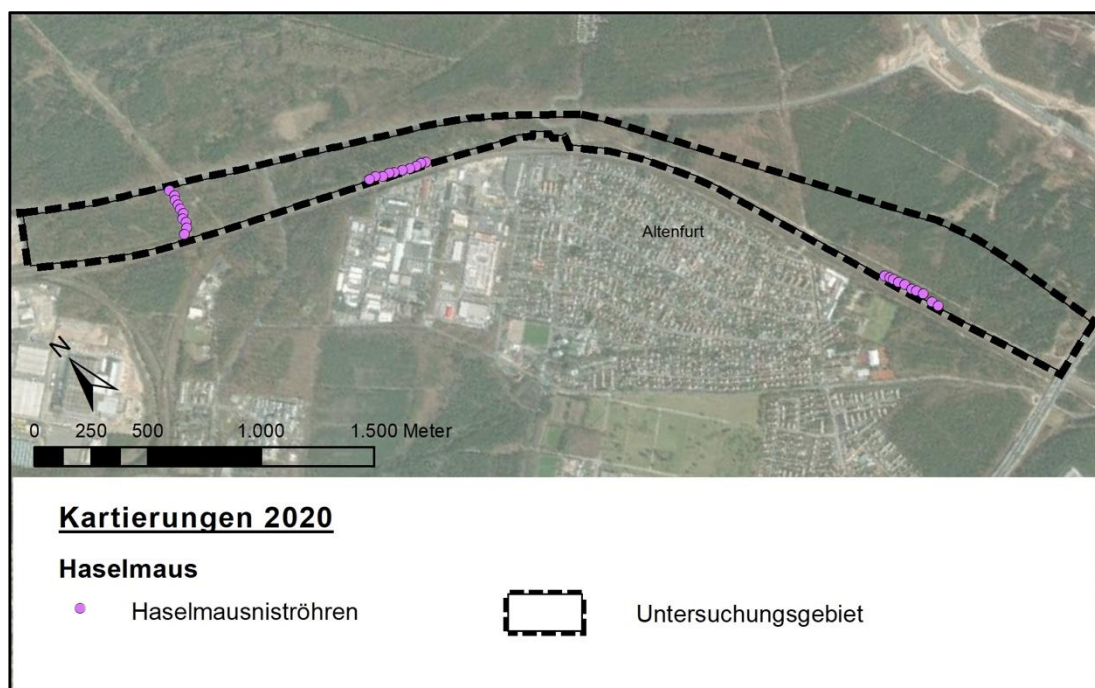 Altenfurt
N
0 250 500 1.000 1.500 Meter
Kartierungen 2020
Haselmaus
Haselmausniströhren
Untersuchungsgebiet